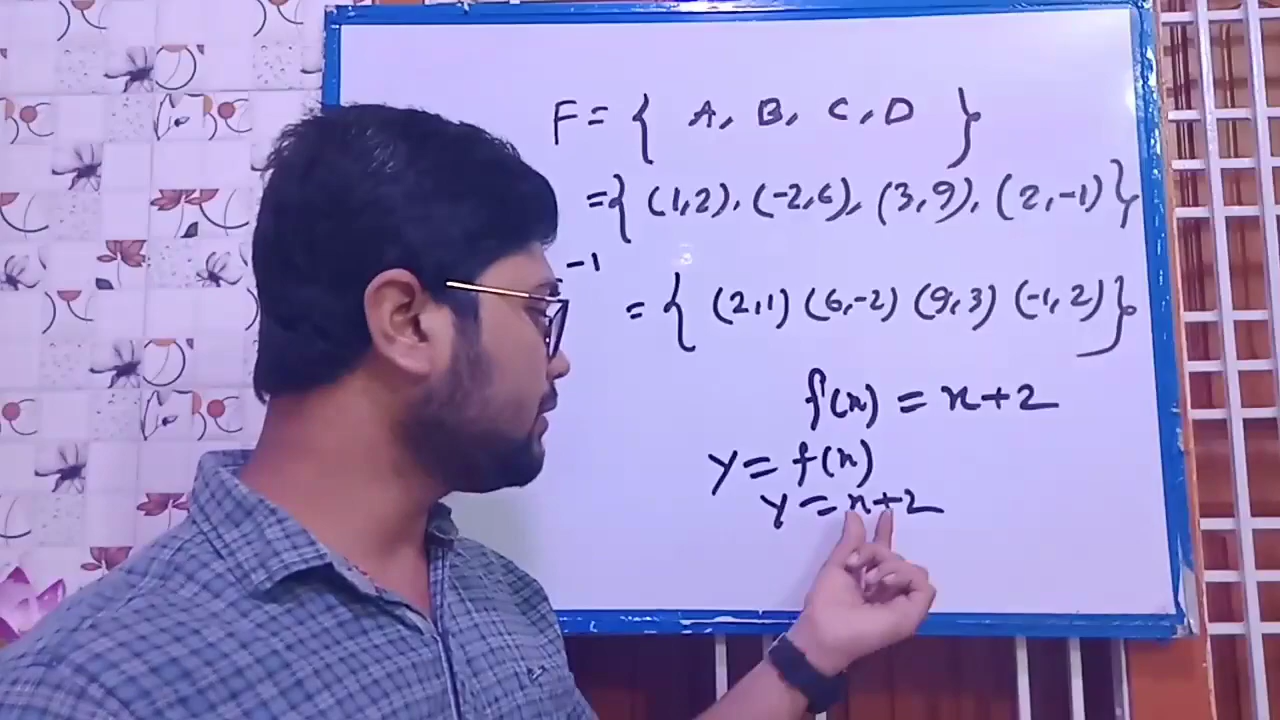 F = { A, B, C, D }
= { (1,2), (-2,6), (3,9), (2,-1) }
-1 = { (2,1) (6,-2) (9,3) (-1,2) }
f(x) = x+2
y = f(x)
y = x+2